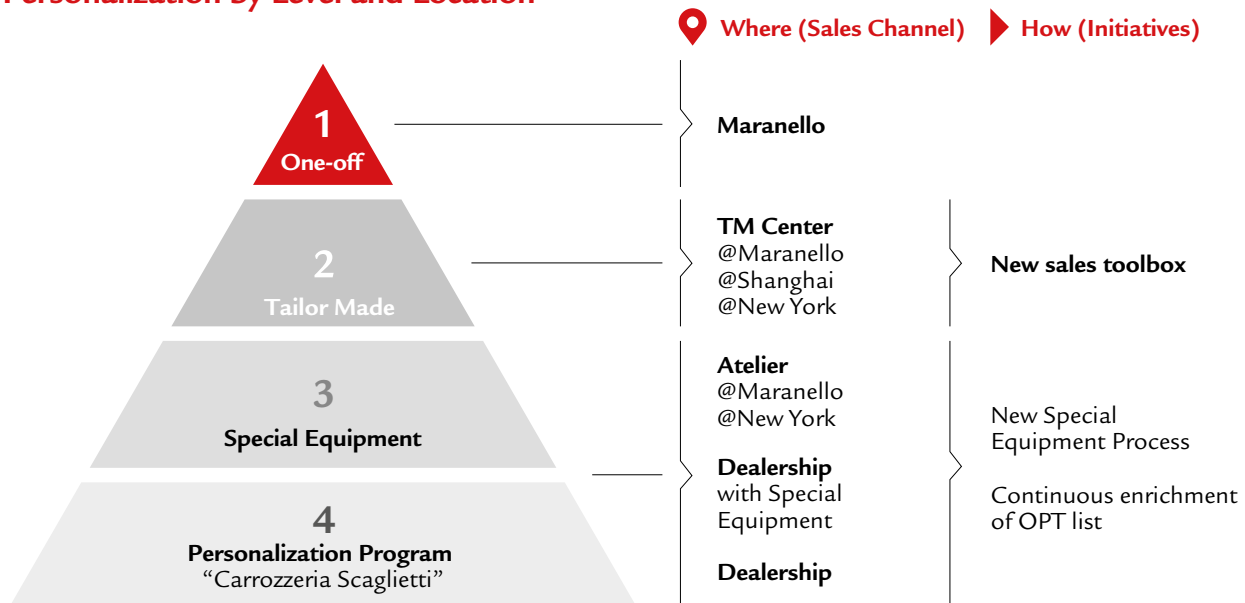 Personalization by Level and Location
Where (Sales Channel)
How (Initiatives)
1
One-off
Maranello
2
Tailor Made
TM Center
@Maranello
@Shanghai
@New York
New sales toolbox
3
Special Equipment
Atelier
@Maranello
@New York
Dealership
with Special
Equipment
Dealership
New Special
Equipment Process
Continuous enrichment
of OPT list
4
Personalization Program
“Carrozzeria Scaglietti”